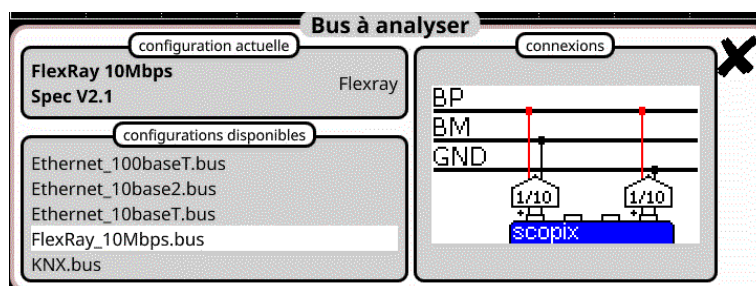 Bus à analyser
configuration actuelle
FlexRay 10Mbps
Spec V2.1
Flexray
configurations disponibles
Ethernet_100baseT.bus
Ethernet_10base2.bus
Ethernet_10baseT.bus
FlexRay_10Mbps.bus
KNX.bus
connexions
BP
BM
GND
1/10
1/10
scopix